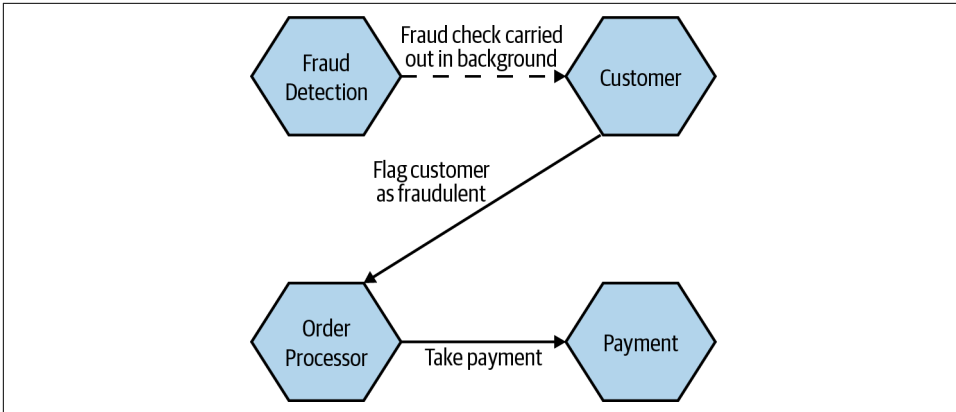 Fraud
Detection
Fraud check carried
out in background
Customer
Flag customer
as fraudulent
Order
Processor
Take payment
Payment